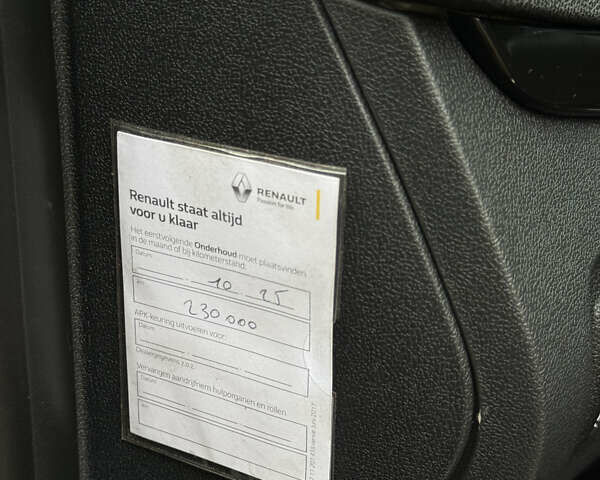 RENAULT
Passion for life
Renault staat altijd
voor u klaar
Het eerstvolgende Onderhoud moet plaatsvinden
in de maand of bij kilometerstand:
Datum:
10 25
km
230 000
APK-keuring uitvoeren voor:
Datum:
Vervangen aandrijfriem hulporganen en rollen
Datum:
km